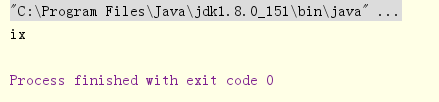 "C:\Program Files\Java\jdk1.8.0_151\bin\java" ...
ix
Process finished with exit code 0